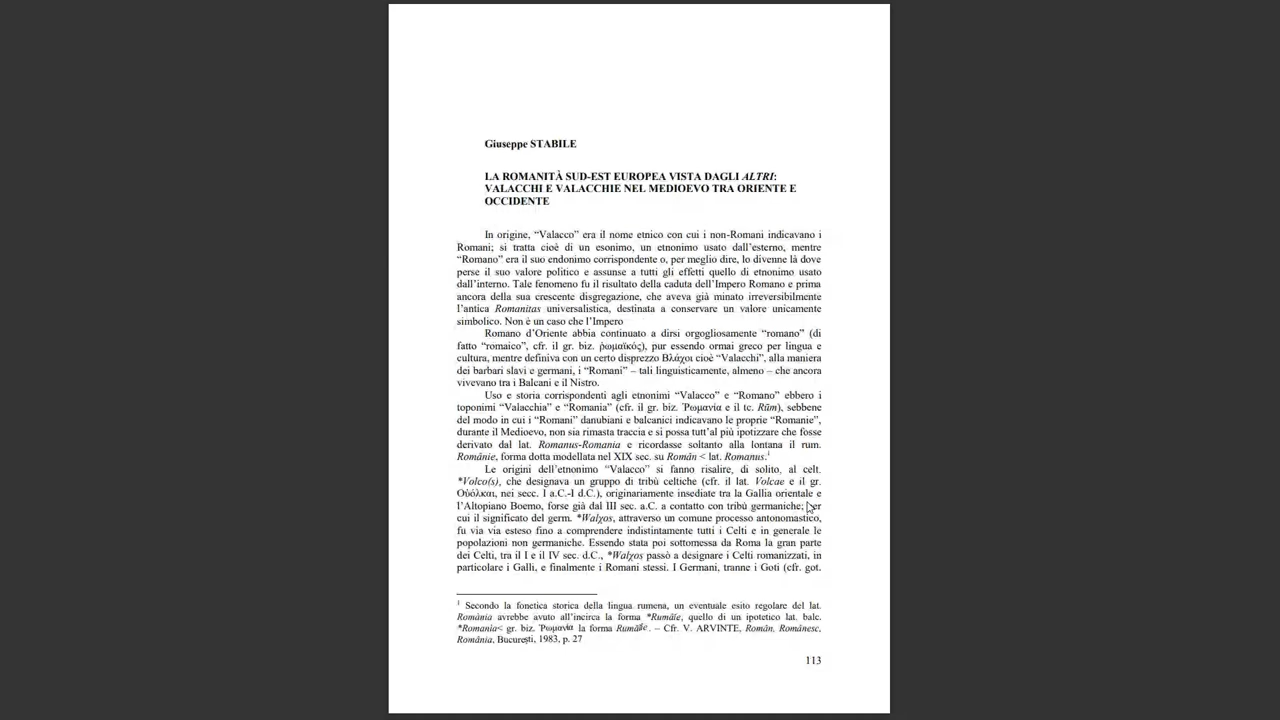 Giuseppe STABILE
LA ROMANITÀ SUD-EST EUROPEA VISTA DAGLI ALTRI:
VALACCHI E VALACCHIE NEL MEDIOEVO TRA ORIENTE E
OCCIDENTE
In origine, “Valacco” era il nome etnico con cui i non-Romani indicavano i
Romani; si tratta cioè di un esonimo, un etnonimo usato dall’esterno, mentre
“Romano” era il suo endonimo corrispondente o, per meglio dire, lo divenne là dove
perse il suo valore politico e assunse a tutti gli effetti quello di etnonimo usato
dall’interno. Tale fenomeno fu il risultato della caduta dell’Impero Romano e prima
ancora della sua crescente disgregazione, che aveva già minato irreversibilmente
l’antica Romanitas universalistica, destinata a conservare un valore unicamente
simbolico. Non è un caso che l’Impero
Romano d’Oriente abbia continuato a dirsi orgogliosamente “romano” (di
fatto “romaico”, cfr. il gr. biz. ῥωμαϊκός), pur essendo ormai greco per lingua e
cultura, mentre definiva con un certo disprezzo Βλάχοι cioè “Valacchi”, alla maniera
dei barbari slavi e germani, i “Romani” – tali linguisticamente, almeno – che ancora
vivevano tra i Balcani e il Nistro.
Uso e storia corrispondenti agli etnonimi “Valacco” e “Romano” ebbero i
toponimi “Valacchia” e “Romania” (cfr. il gr. biz. Ῥωμανία e il tc. Rūm), sebbene
del modo in cui i “Romani” danubiani e balcanici indicavano le proprie “Romanie”,
durante il Medioevo, non sia rimasta traccia e si possa tutt’al più ipotizzare che fosse
derivato dal lat. Romanus-Romania e ricordasse soltanto alla lontana il rum.
Românie, forma dotta modellata nel XIX sec. su Român < lat. Romanus.1
Le origini dell’etnonimo “Valacco” si fanno risalire, di solito, al celt.
*Volco(s), che designava un gruppo di tribù celtiche (cfr. il lat. Volcae e il gr.
Οὐόλκαι, nei secc. I a.C.-I d.C.), originariamente insediate tra la Gallia orientale e
l’Altopiano Boemo, forse già dal III sec. a.C. a contatto con tribù germaniche; per
cui il significato del germ. *Walχos, attraverso un comune processo antonomastico,
fu via via esteso fino a comprendere indistintamente tutti i Celti e in generale le
popolazioni non germaniche. Essendo stata poi sottomessa da Roma la gran parte
dei Celti, tra il I e il IV sec. d.C., *Walχos passò a designare i Celti romanizzati, in
particolare i Galli, e finalmente i Romani stessi. I Germani, tranne i Goti (cfr. got.
1 Secondo la fonetica storica della lingua rumena, un eventuale esito regolare del lat.
Romània avrebbe avuto all’incirca la forma *Rumâie, quello di un ipotetico lat. balc.
*Romanìa< gr. biz. Ῥωμανία la forma – Cfr. V. ARVINTE, Român, Românesc,
România, București, 1983, p. 27
113